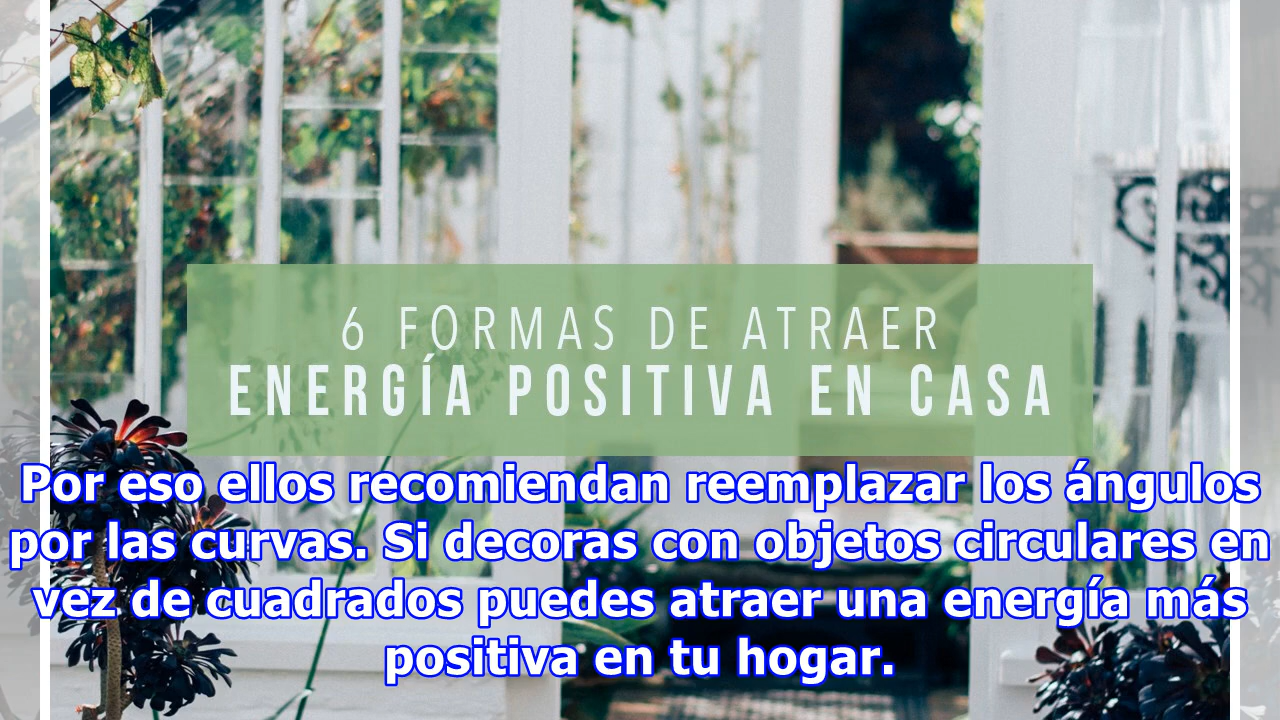 6 FORMAS DE ATRAER
ENERGÍA POSITIVA EN CASA
Por eso ellos recomiendan reemplazar los ángulos
por las curvas. Si decoras con objetos circulares en
vez de cuadrados puedes atraer una energía más
positiva en tu hogar.